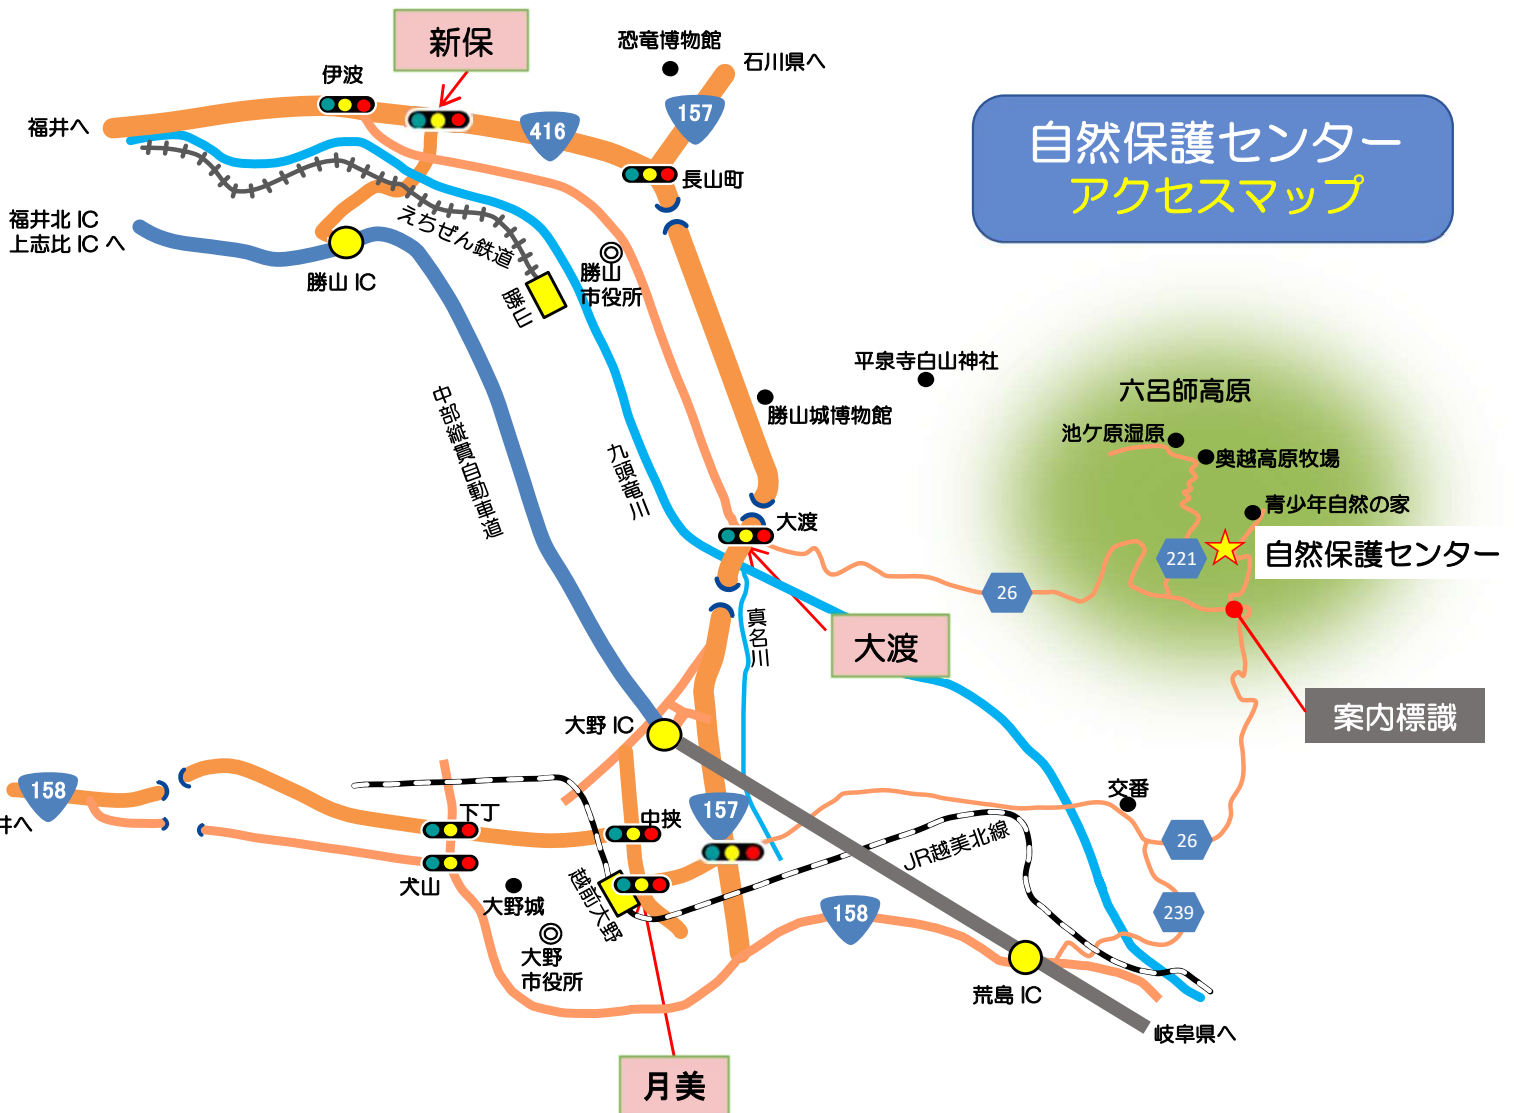 新保
恐竜博物館
石川県へ
伊波
福井へ
416
157
長山町
自然保護センター
アクセスマップ
福井北 IC
上志比 IC へ
勝山 IC
えちぜん鉄道
勝山
勝山
市役所
平泉寺白山神社
勝山城博物館
中部縦貫自動車道
九頭竜川
六呂師高原
池ケ原湿原
奥越高原牧場
青少年自然の家
自然保護センター
221
大渡
26
真名川
大渡
案内標識
大野 IC
158
井へ
下丁
中挟
157
交番
26
JR越美北線
犬山
大野城
越前大野
158
239
大野
市役所
荒島 IC
岐阜県へ
月美